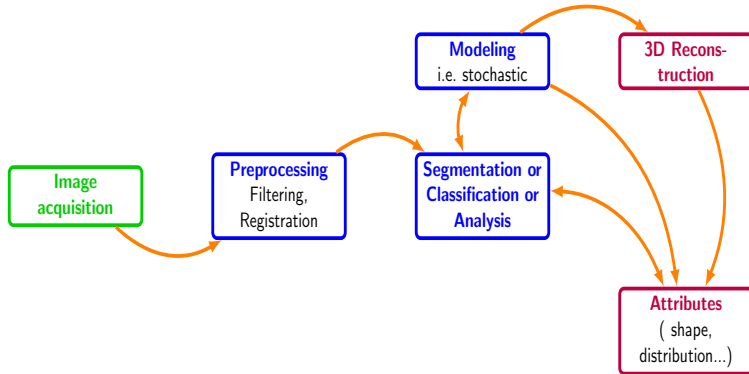 Image
acquisition
Preprocessing
Filtering,
Registration
Modeling
i.e. stochastic
Segmentation or
Classification or
Analysis
3D Recons-
truction
Attributes
( shape,
distribution...)